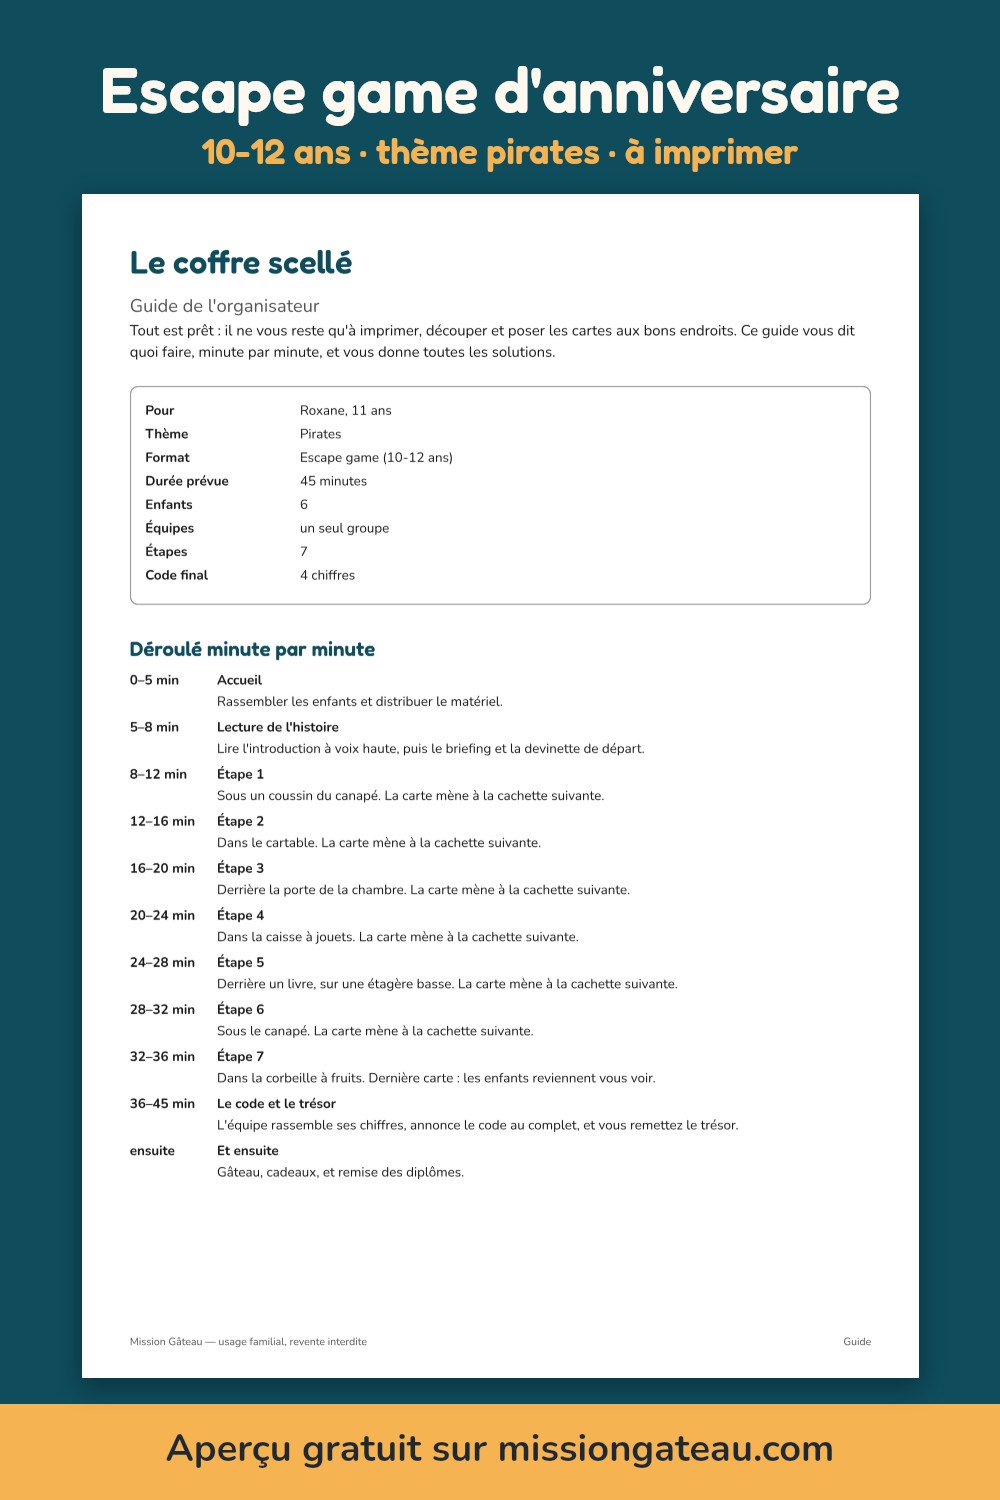 Escape game d'anniversaire
10-12 ans · thème pirates · à imprimer
Le coffre scellé
Guide de l'organisateur
Tout est prêt : il ne vous reste qu'à imprimer, découper et poser les cartes aux bons endroits. Ce guide vous dit
quoi faire, minute par minute, et vous donne toutes les solutions.
Pour Roxane, 11 ans
Thème Pirates
Format Escape game (10-12 ans)
Durée prévue 45 minutes
Enfants 6
Équipes un seul groupe
Étapes 7
Code final 4 chiffres
Déroulé minute par minute
0–5 min Accueil
Rassembler les enfants et distribuer le matériel.
5–8 min Lecture de l'histoire
Lire l'introduction à voix haute, puis le briefing et la devinette de départ.
8–12 min Étape 1
Sous un coussin du canapé. La carte mène à la cachette suivante.
12–16 min Étape 2
Dans le cartable. La carte mène à la cachette suivante.
16–20 min Étape 3
Derrière la porte de la chambre. La carte mène à la cachette suivante.
20–24 min Étape 4
Dans la caisse à jouets. La carte mène à la cachette suivante.
24–28 min Étape 5
Derrière un livre, sur une étagère basse. La carte mène à la cachette suivante.
28–32 min Étape 6
Sous le canapé. La carte mène à la cachette suivante.
32–36 min Étape 7
Dans la corbeille à fruits. Dernière carte : les enfants reviennent vous voir.
36–45 min Le code et le trésor
L'équipe rassemble ses chiffres, annonce le code au complet, et vous remettez le trésor.
ensuite Et ensuite
Gâteau, cadeaux, et remise des diplômes.
Mission Gâteau — usage familial, revente interdite Guide
Aperçu gratuit sur missiongateau.com